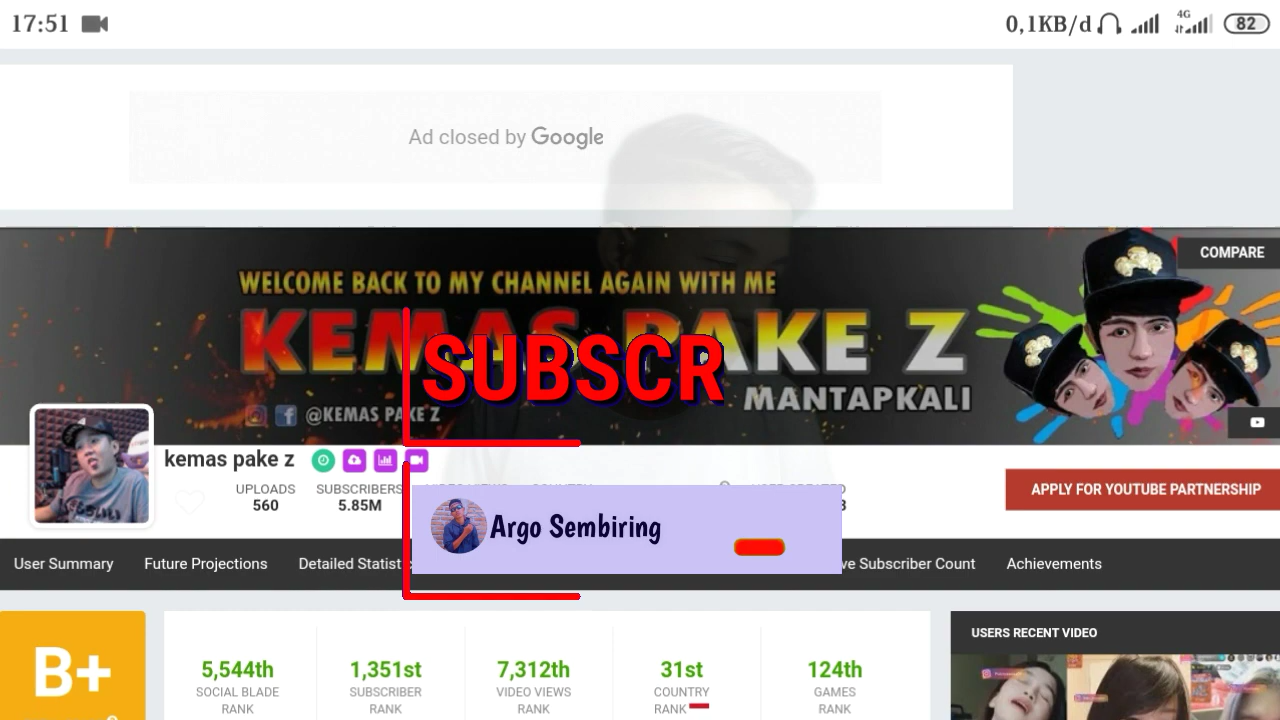 17:51
0,1KB/d
4G
82
Ad closed by Google
COMPARE
WELCOME BACK TO MY CHANNEL AGAIN WITH ME
KEMAS PAKE Z
SUBSCR
MANTAPKALI
@KEMAS PAKE Z
kemas pake z
UPLOADS
560
SUBSCRIBERS
5.85M
APPLY FOR YOUTUBE PARTNERSHIP
Argo Sembiring
User Summary
Future Projections
Detailed Statist
ve Subscriber Count
Achievements
B+
5,544th
SOCIAL BLADE
RANK
1,351st
SUBSCRIBER
RANK
7,312th
VIDEO VIEWS
RANK
31st
COUNTRY
RANK
124th
GAMES
RANK
USERS RECENT VIDEO